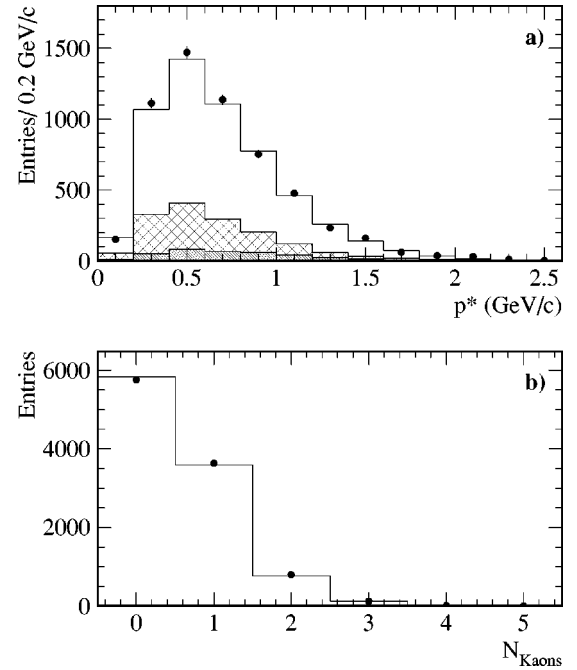 a)
Entries/ 0.2 GeV/c
1500
1000
500
0
0 0.5 1 1.5 2 2.5
p* (GeV/c)
b)
Entries
6000
4000
2000
0
0 1 2 3 4 5
N_Kaons